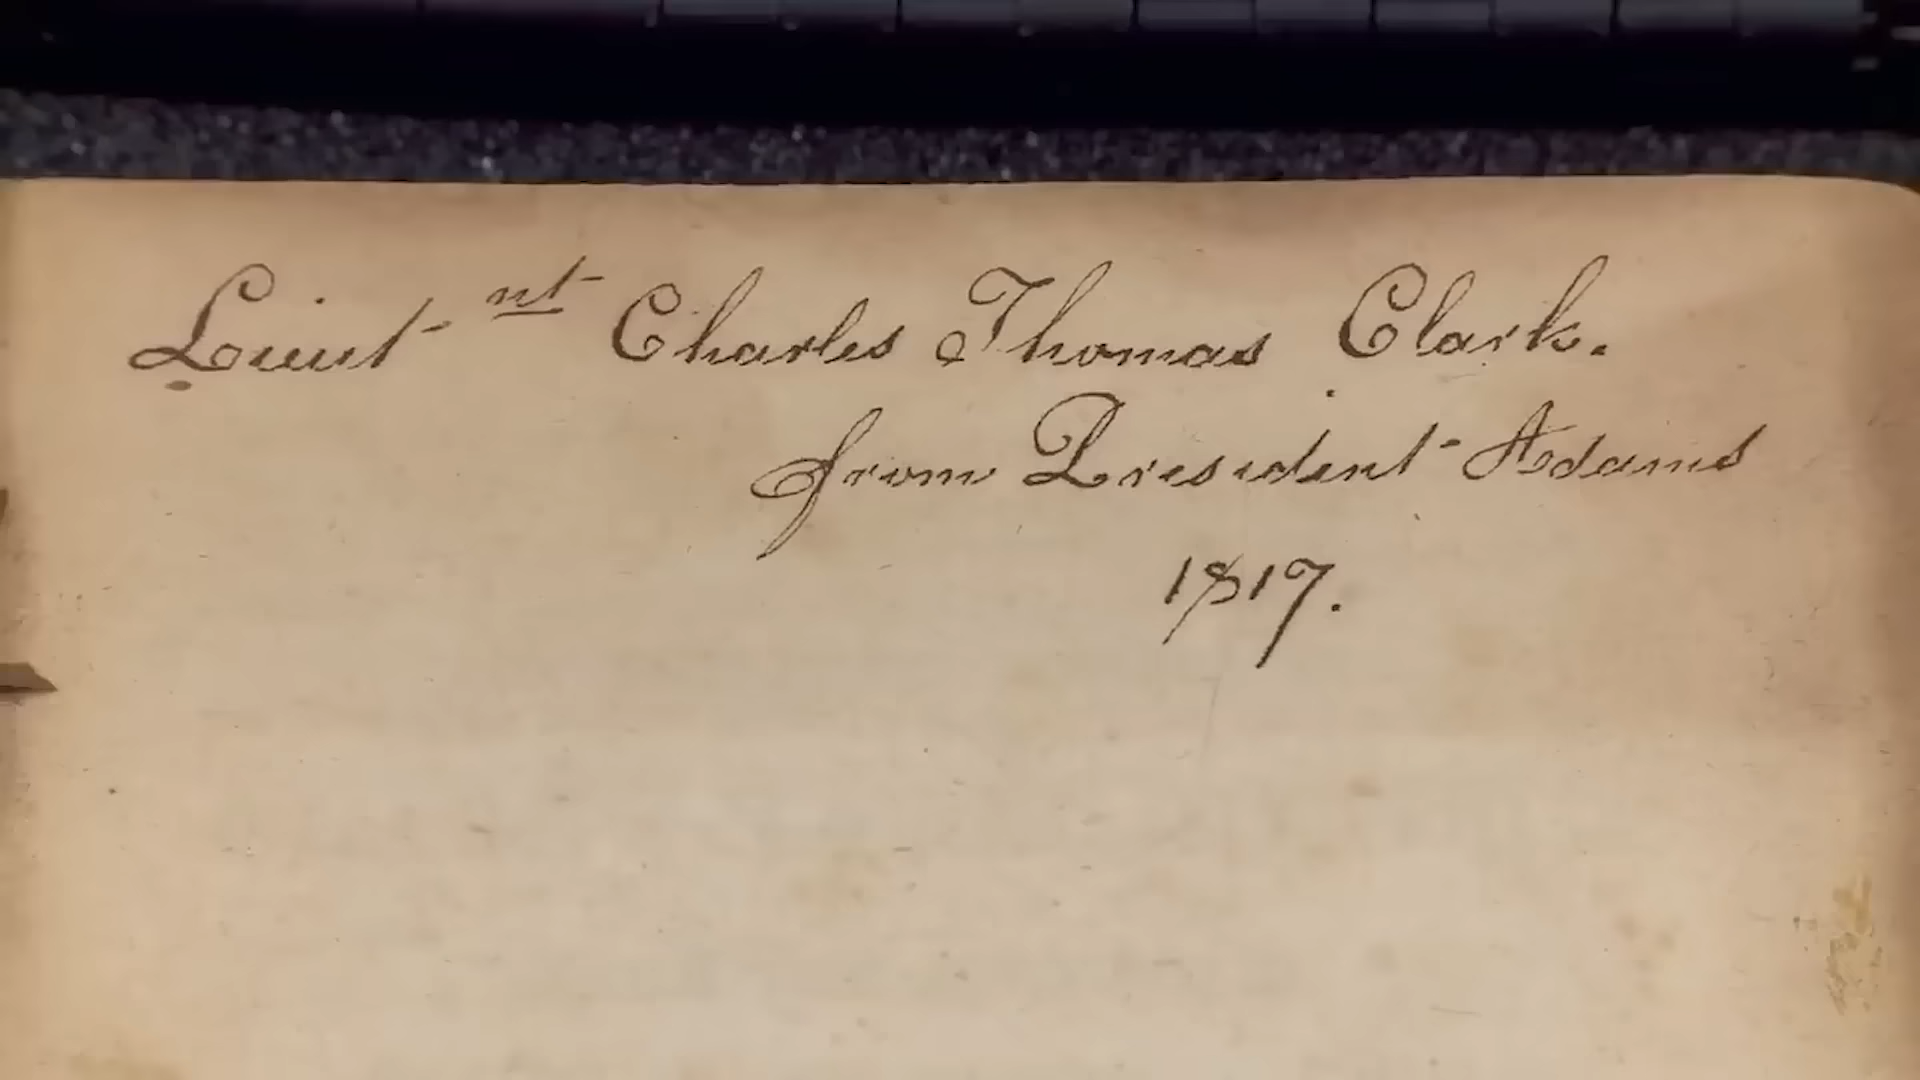 Lieut nt Charles Thomas Clark.
from President Adams
1817.